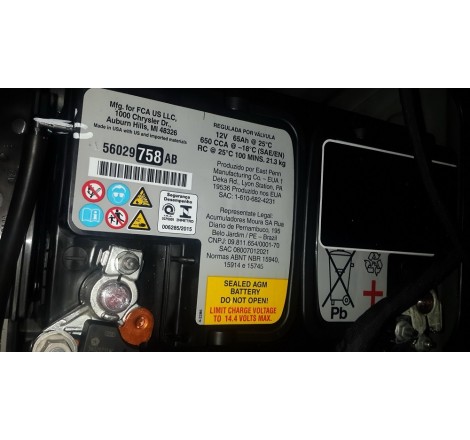 Mfg. for FCA US LLC,
1000 Chrysler Dr.,
Auburn Hills, MI 48326
Made in USA with US and imported materials
56029758AB
Segurança
Desempenho
006285/2015
REGULADA POR VÁLVULA
12V 65Ah @ 25°C
650 CCA @ –18°C (SAE/EN)
RC @ 25°C 100 MINS. 21.3 kg
Produzido por East Penn
Manufacturing Co. – EUA
Deka Rd., Lyon Station, PA
19536 Produzido nos EUA
SAC: 1-610-682-4231
Representate Legal:
Acumuladores Moura SA Rua
Diario de Pernambuco, 195
Belo Jardim / PE – Brazil
CNPJ: 09.811.654/0001-70
SAC 08007012021
Normas ABNT NBR 15940,
15914 e 15745
SEALED AGM
BATTERY
DO NOT OPEN!
LIMIT CHARGE VOLTAGE
TO 14.4 VOLTS MAX.
Pb
+